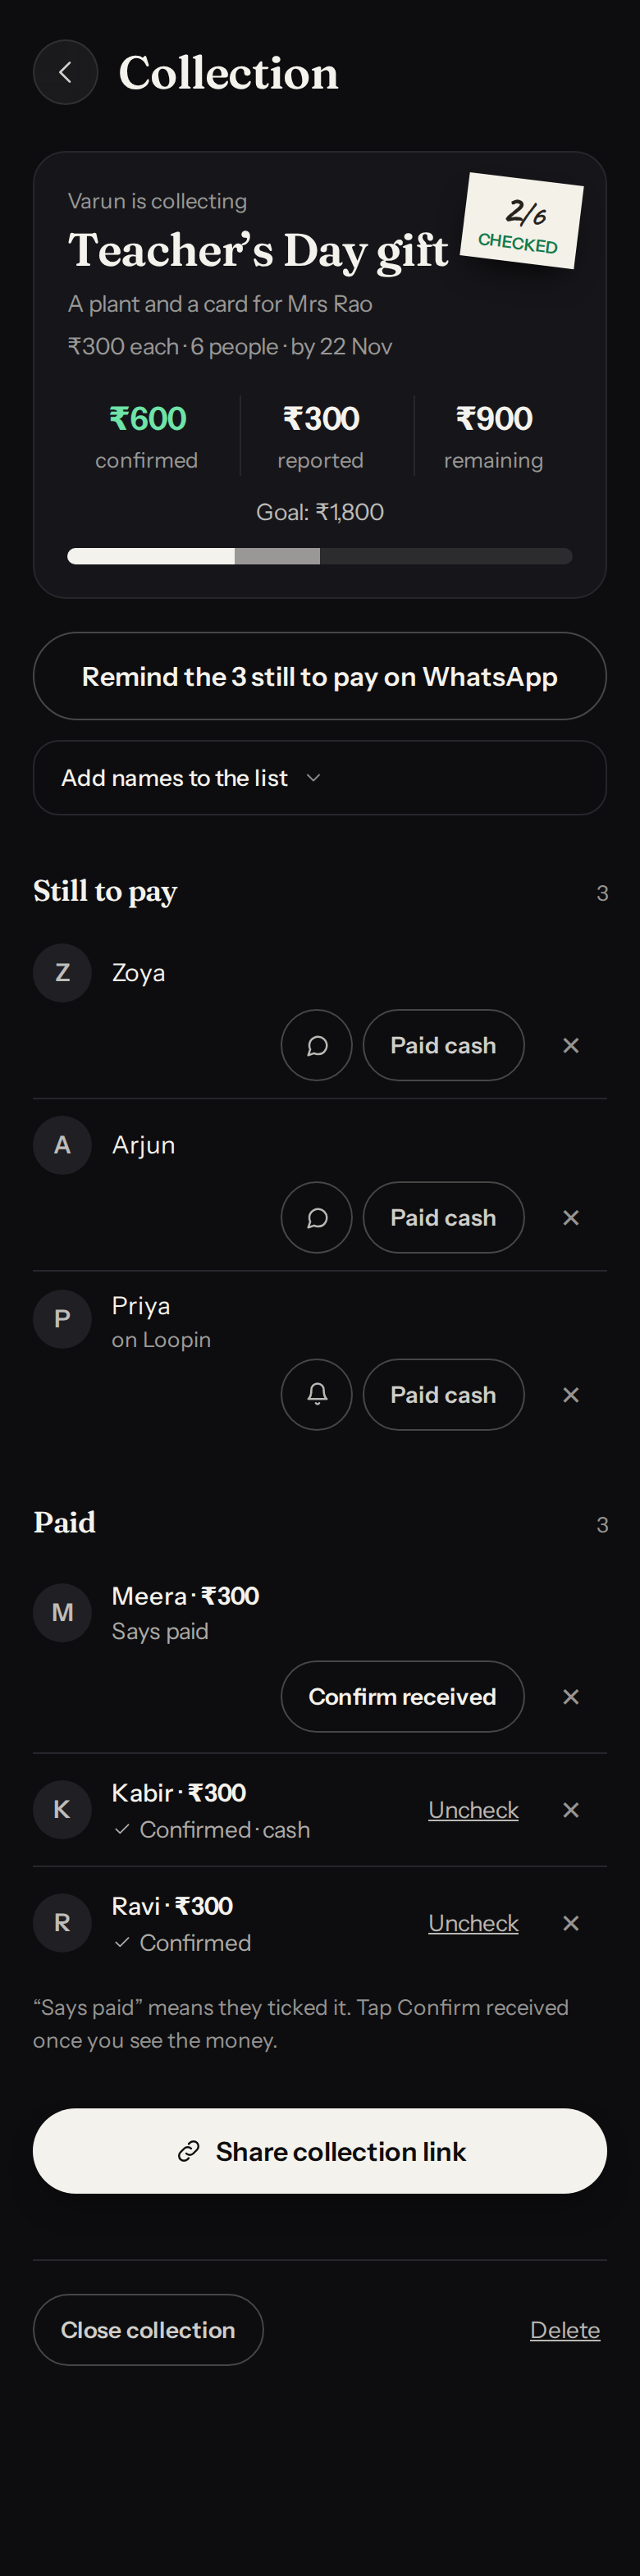 Collection
Varun is collecting
2/6
CHECKED
Teacher’s Day gift
A plant and a card for Mrs Rao
₹300 each · 6 people · by 22 Nov
₹600
confirmed
₹300
reported
₹900
remaining
Goal: ₹1,800
Remind the 3 still to pay on WhatsApp
Add names to the list
Still to pay 3
Z Zoya
Paid cash ✕
A Arjun
Paid cash ✕
P Priya
on Loopin
Paid cash ✕
Paid 3
M Meera · ₹300
Says paid
Confirm received ✕
K Kabir · ₹300
✓ Confirmed · cash
Uncheck ✕
R Ravi · ₹300
✓ Confirmed
Uncheck ✕
“Says paid” means they ticked it. Tap Confirm received
once you see the money.
Share collection link
Close collection
Delete